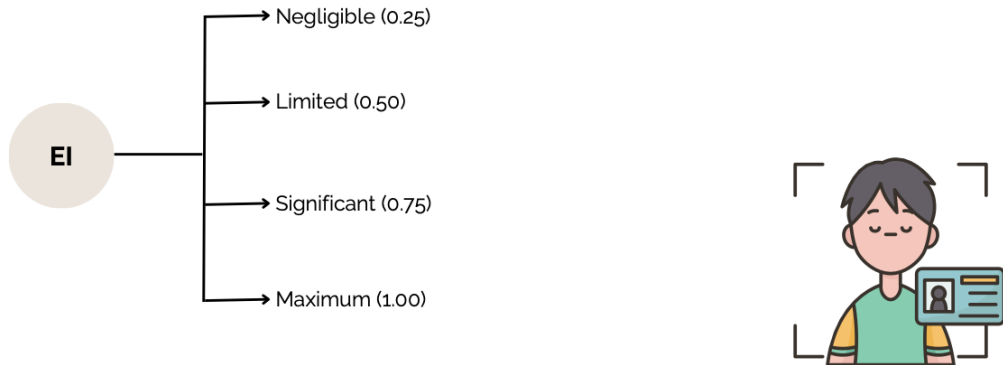 Negligible (0.25)
Limited (0.50)
EI
Significant (0.75)
Maximum (1.00)